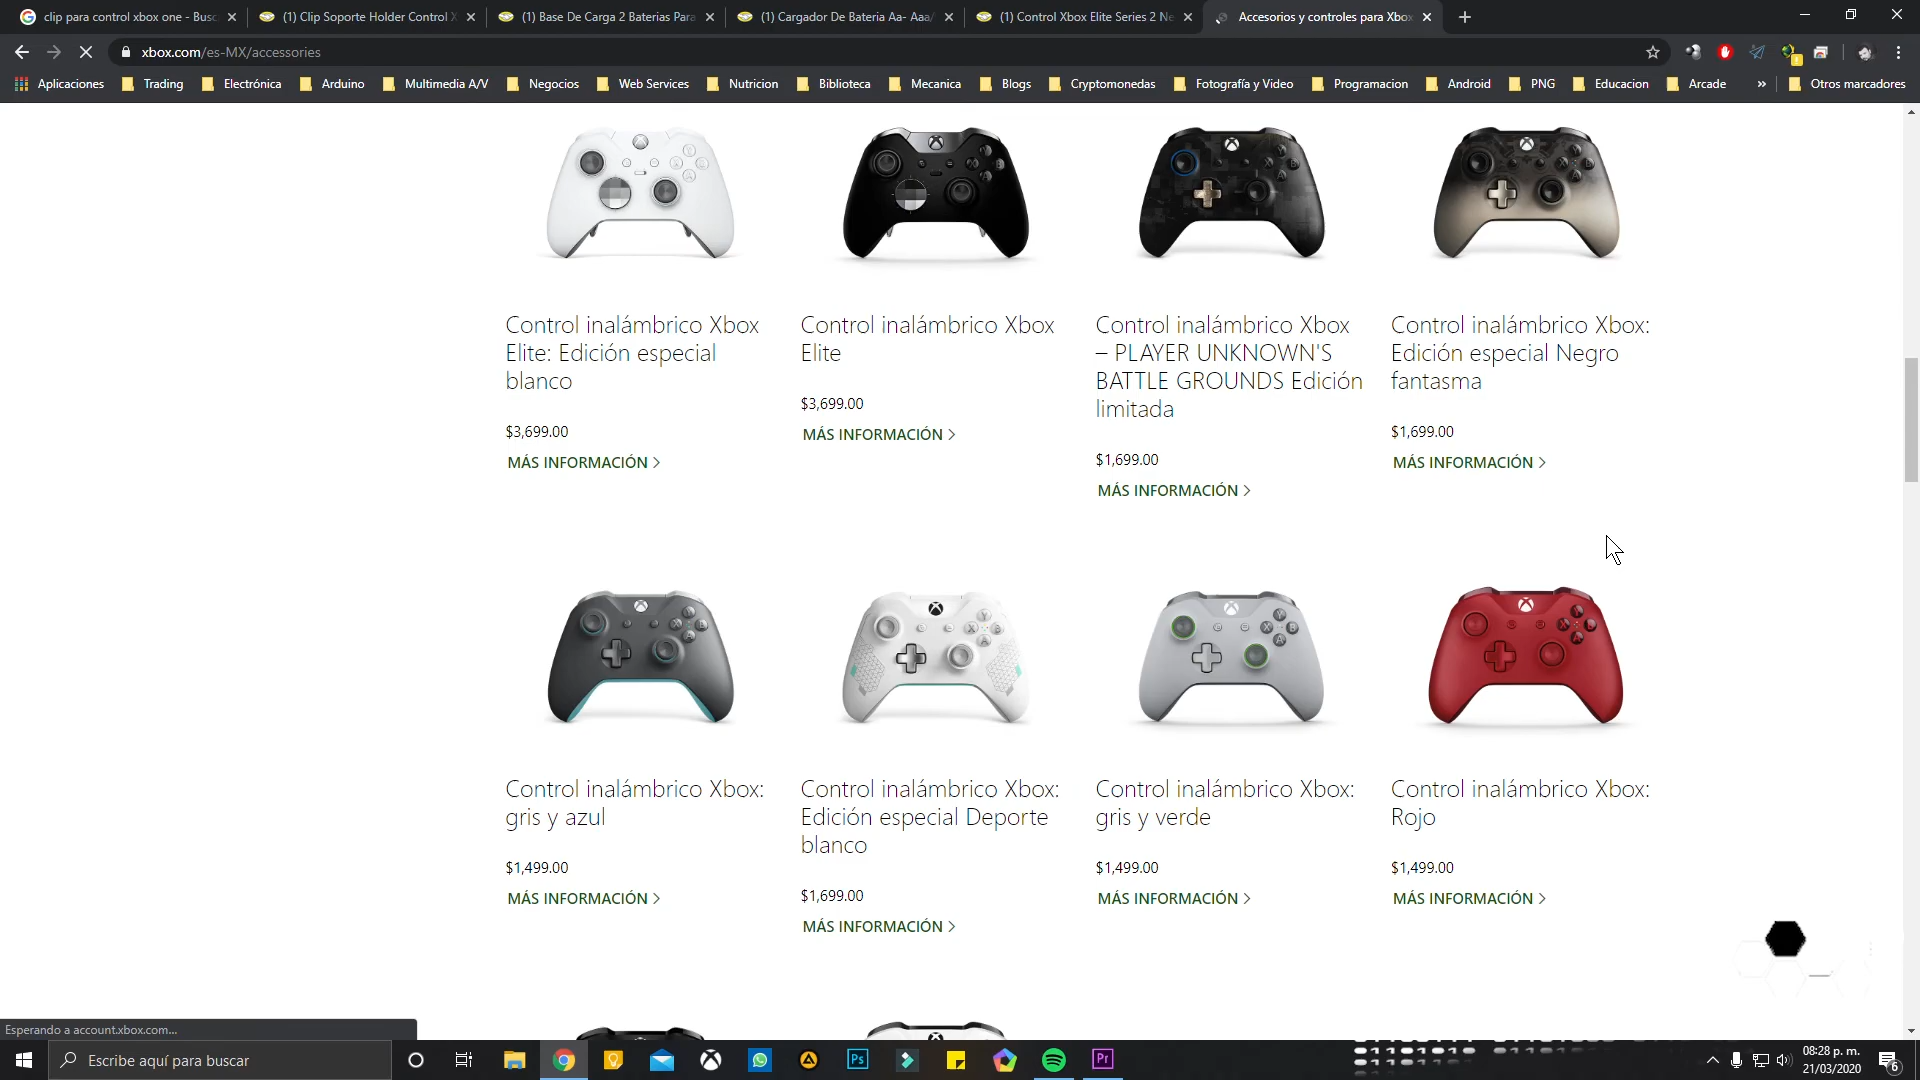 clip para control xbox one - Busc
(1) Clip Soporte Holder Control X
(1) Base De Carga 2 Baterias Para
(1) Cargador De Bateria Aa- Aaa/
(1) Control Xbox Elite Series 2 Ne
Accesorios y controles para Xbox
xbox.com/es-MX/accessories
Aplicaciones
Trading
Electrónica
Arduino
Multimedia A/V
Negocios
Web Services
Nutricion
Biblioteca
Mecanica
Blogs
Cryptomonedas
Fotografía y Video
Programacion
Android
PNG
Educacion
Arcade
»
Otros marcadores
Control inalámbrico Xbox
Elite: Edición especial
blanco
$3,699.00
MÁS INFORMACIÓN >
Control inalámbrico Xbox
Elite
$3,699.00
MÁS INFORMACIÓN >
Control inalámbrico Xbox
– PLAYER UNKNOWN'S
BATTLE GROUNDS Edición
limitada
$1,699.00
MÁS INFORMACIÓN >
Control inalámbrico Xbox:
Edición especial Negro
fantasma
$1,699.00
MÁS INFORMACIÓN >
Control inalámbrico Xbox:
gris y azul
$1,499.00
MÁS INFORMACIÓN >
Control inalámbrico Xbox:
Edición especial Deporte
blanco
$1,699.00
MÁS INFORMACIÓN >
Control inalámbrico Xbox:
gris y verde
$1,499.00
MÁS INFORMACIÓN >
Control inalámbrico Xbox:
Rojo
$1,499.00
MÁS INFORMACIÓN >
Esperando a account.xbox.com...
Escribe aquí para buscar
Ps
Pr
08:28 p. m.
21/03/2020
6